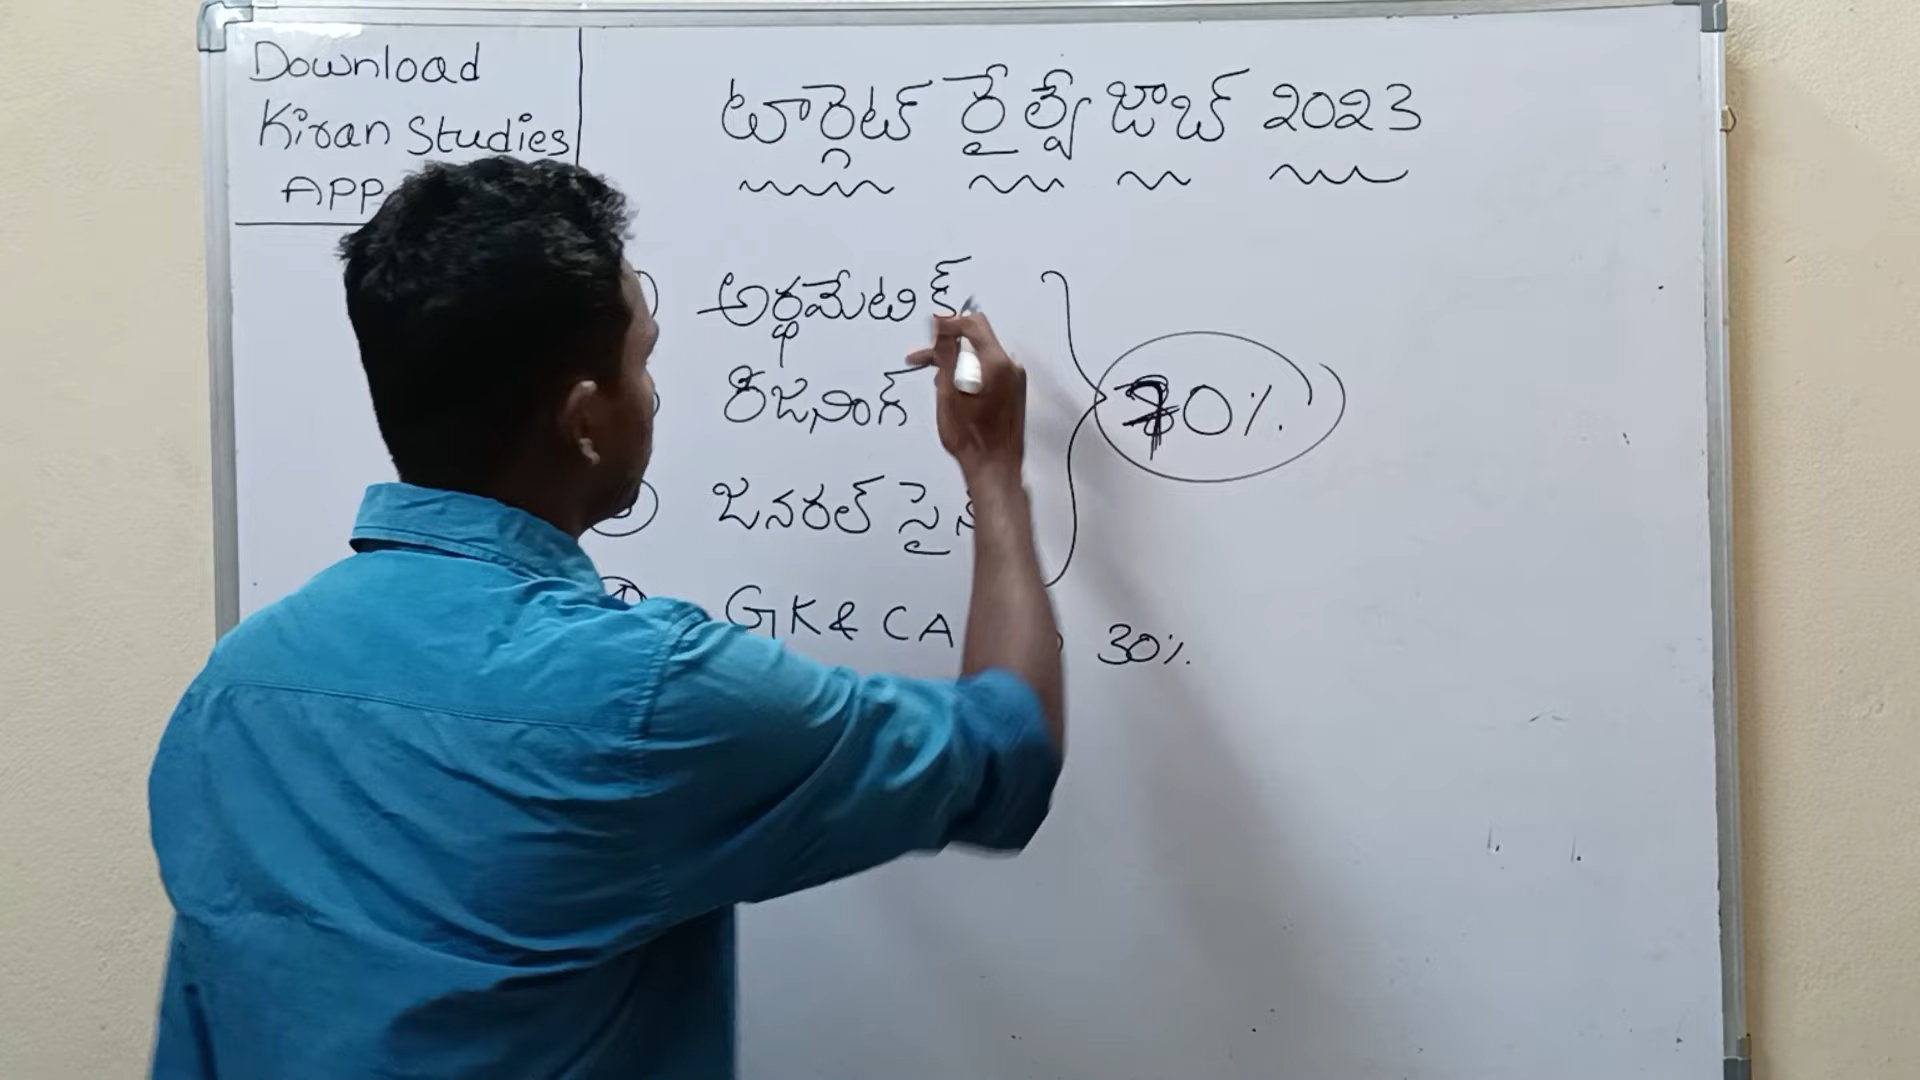 Download
Kiran Studies
APP
టార్గెట్ రైల్వే జాబ్ 2023
అర్థమేటిక్
రీజనింగ్
70%.
జనరల్ సైన్
GK & CA
30%.